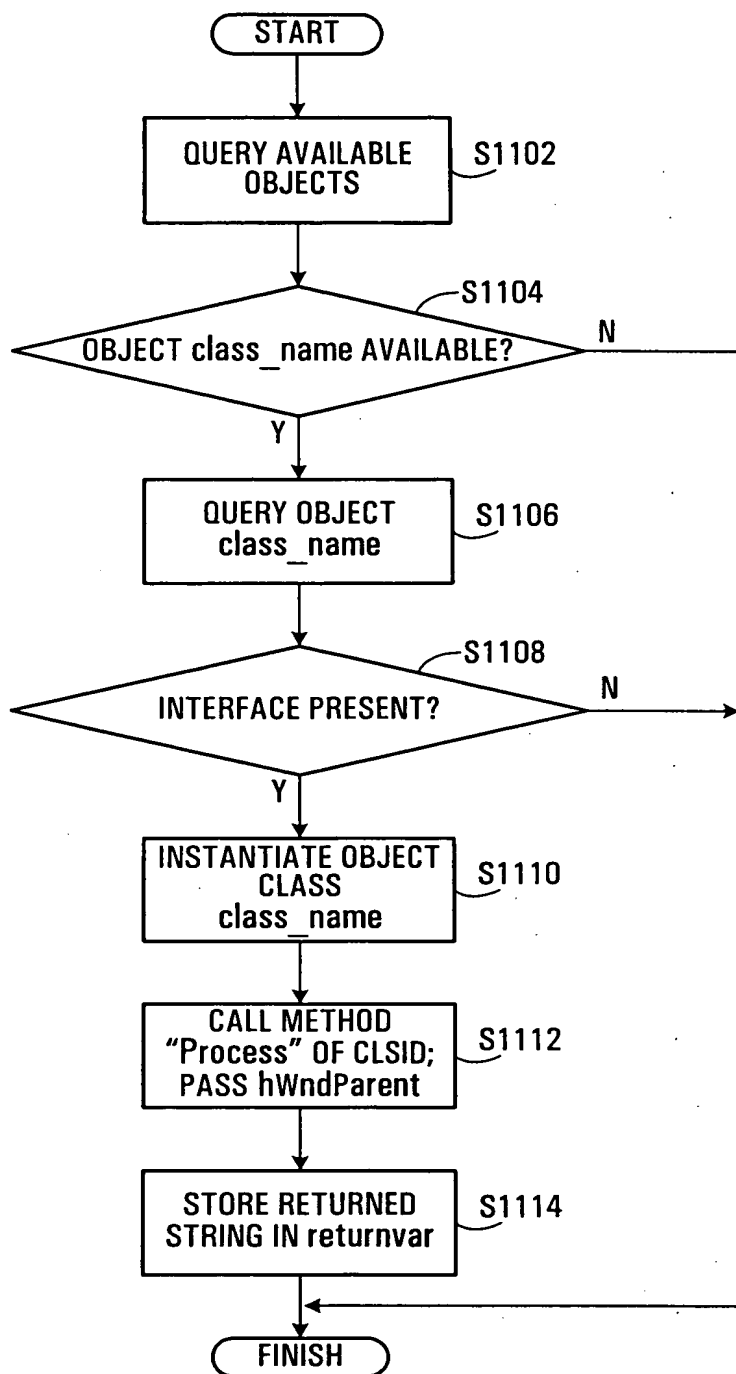 START
QUERY AVAILABLE
OBJECTS
S1102
S1104
OBJECT class_name AVAILABLE?
N
Y
QUERY OBJECT
class_name
S1106
S1108
INTERFACE PRESENT?
N
Y
INSTANTIATE OBJECT
CLASS
class_name
S1110
CALL METHOD
“Process” OF CLSID;
PASS hWndParent
S1112
STORE RETURNED
STRING IN returnvar
S1114
FINISH